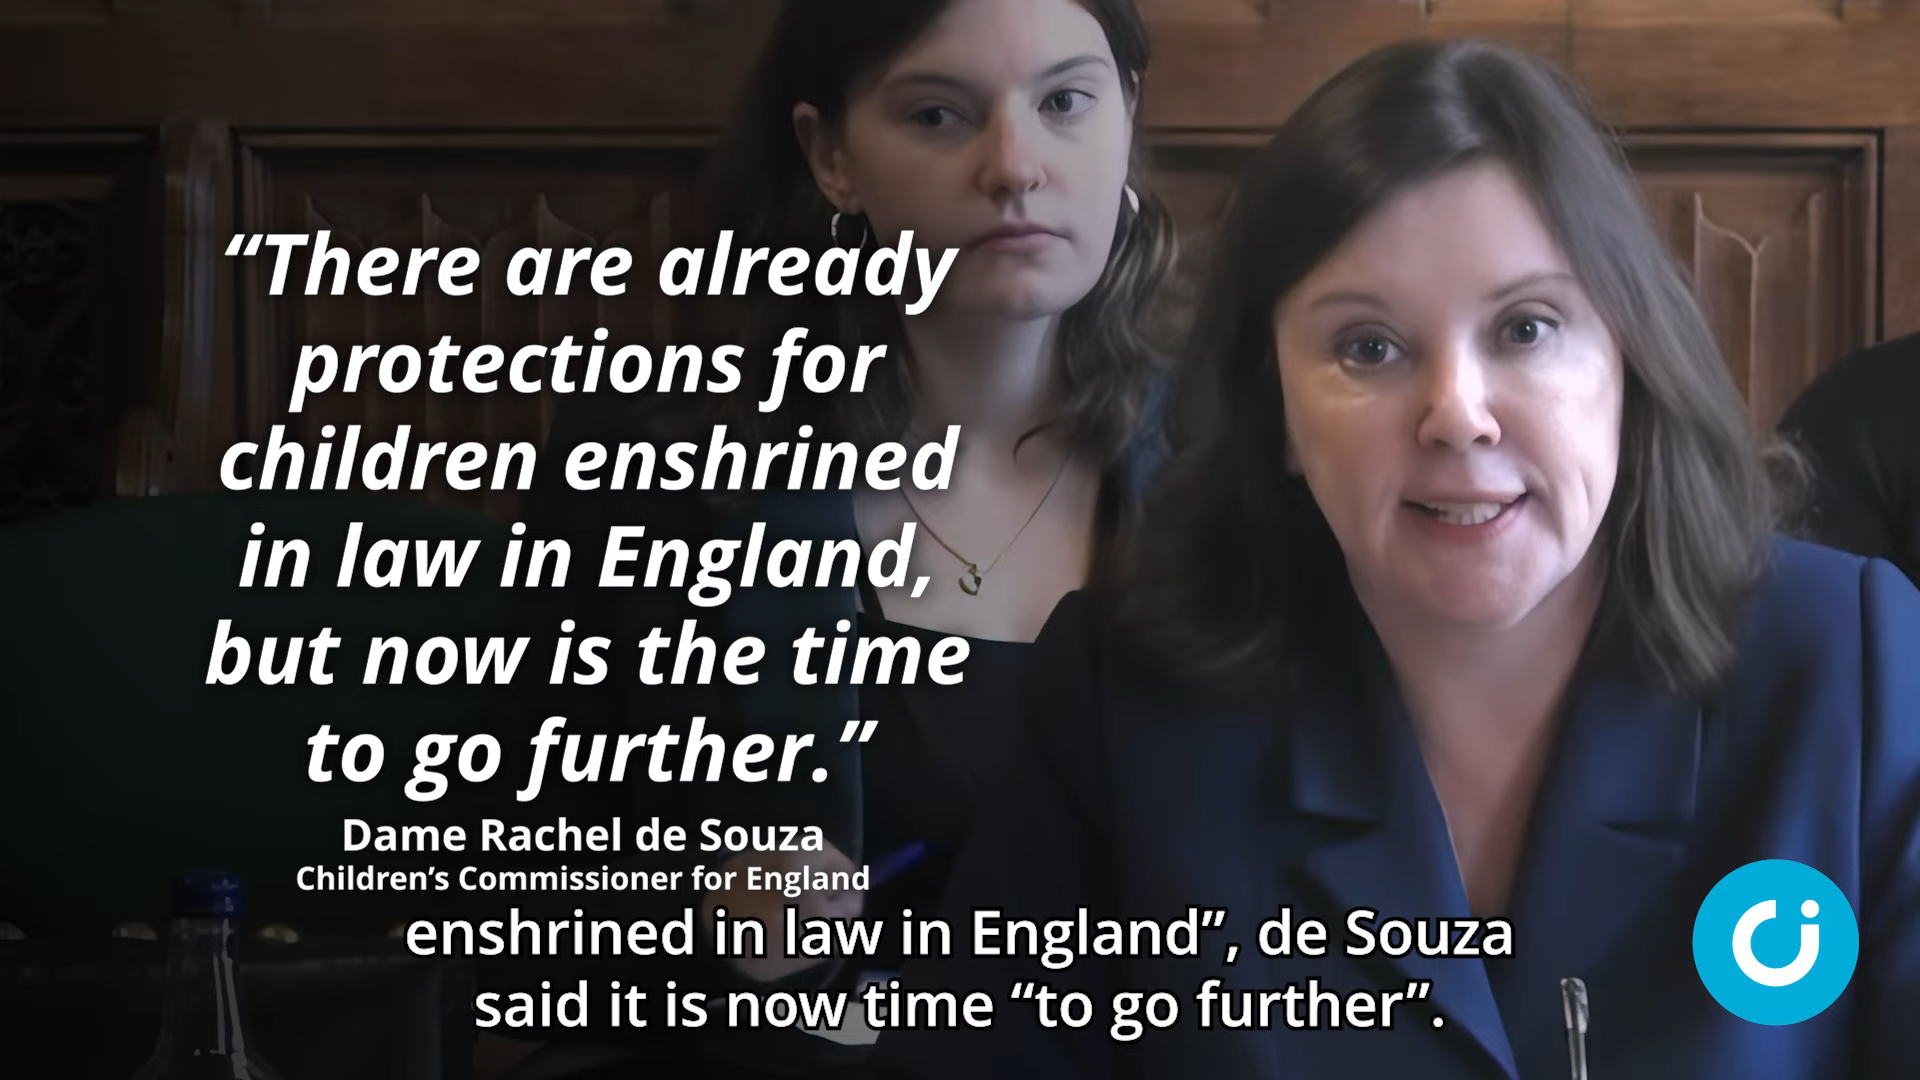 “There are already
protections for
children enshrined
in law in England,
but now is the time
to go further.”
Dame Rachel de Souza
Children’s Commissioner for England
enshrined in law in England”, de Souza
said it is now time “to go further”.